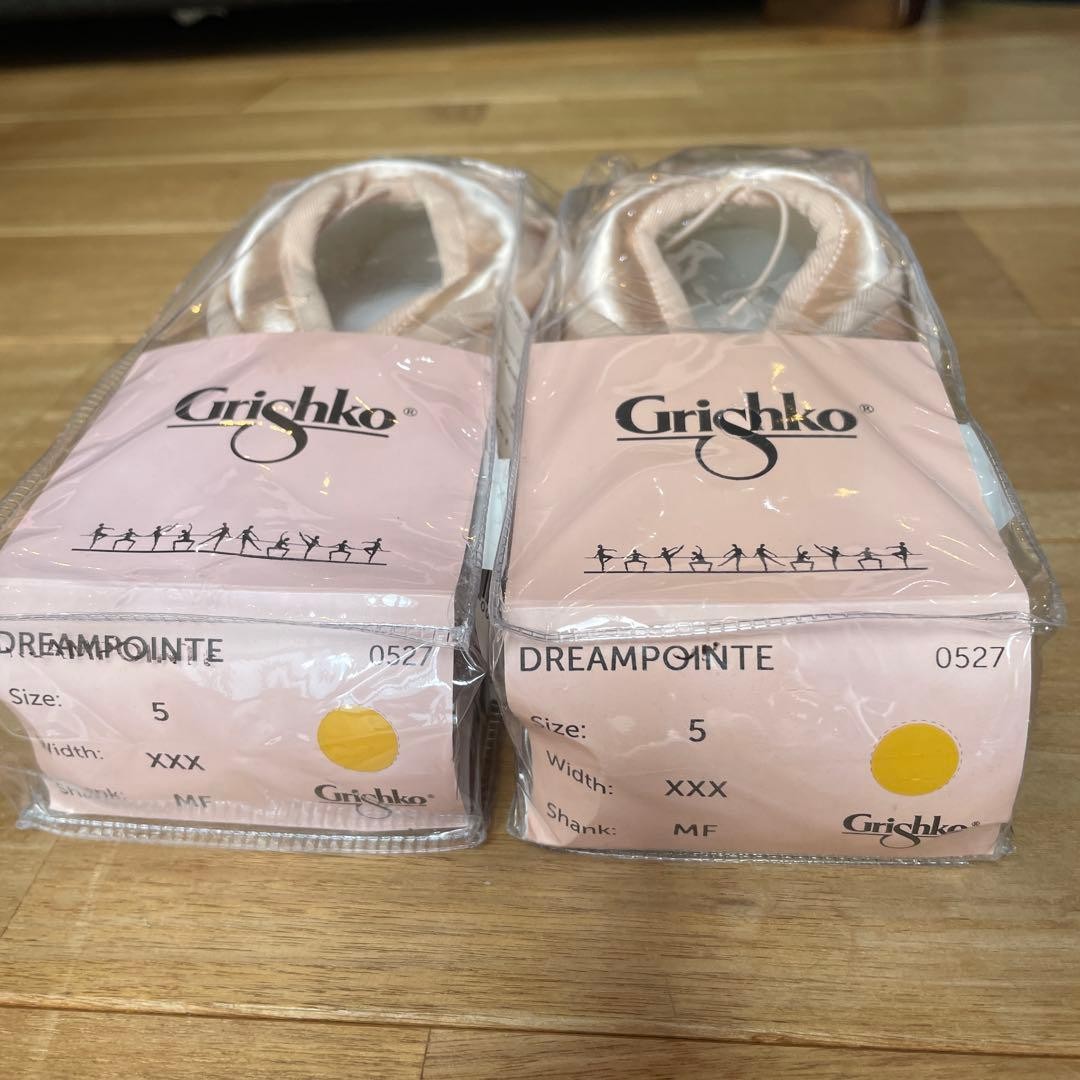 Grishko®
DREAMPOINTE 0527
Size: 5
Width: XXX
Shank: MF
Grishko®
Grishko®
DREAMPOINTE 0527
Size: 5
Width: XXX
Shank: MF
Grishko®